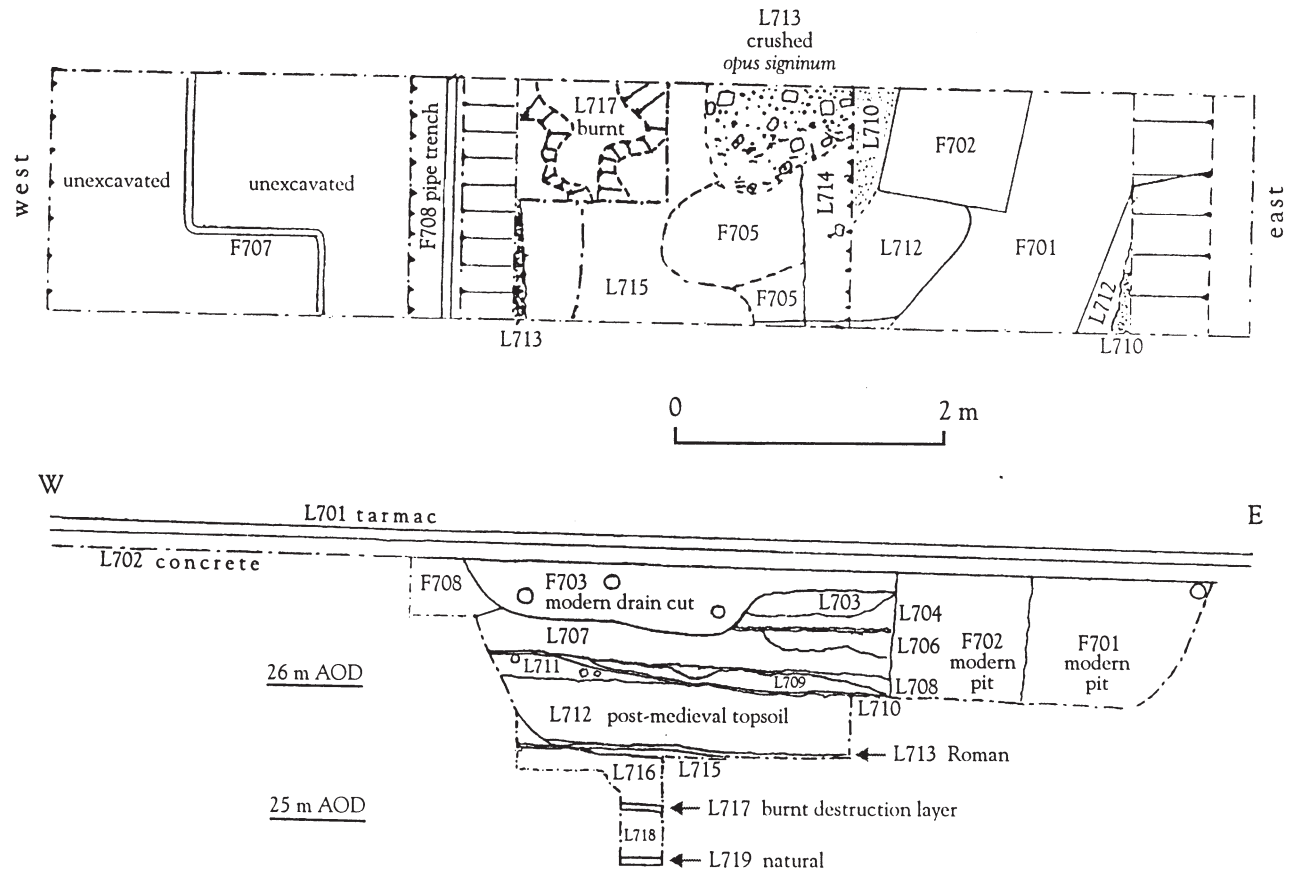 L713
crushed
opus signinum
west
unexcavated
unexcavated
F707
F708 pipe trench
L717
burnt
L713
L715
F705
F705
L714
L710
F702
L712
F701
L712
L710
east
0
2 m
W
E
L701 tarmac
L702 concrete
F708
F703
modern drain cut
L703
L704
L707
L706
F702
modern
pit
F701
modern
pit
26 m AOD
L711
L709
L708
L710
L712 post-medieval topsoil
L713 Roman
L716
L715
25 m AOD
L717 burnt destruction layer
L718
L719 natural